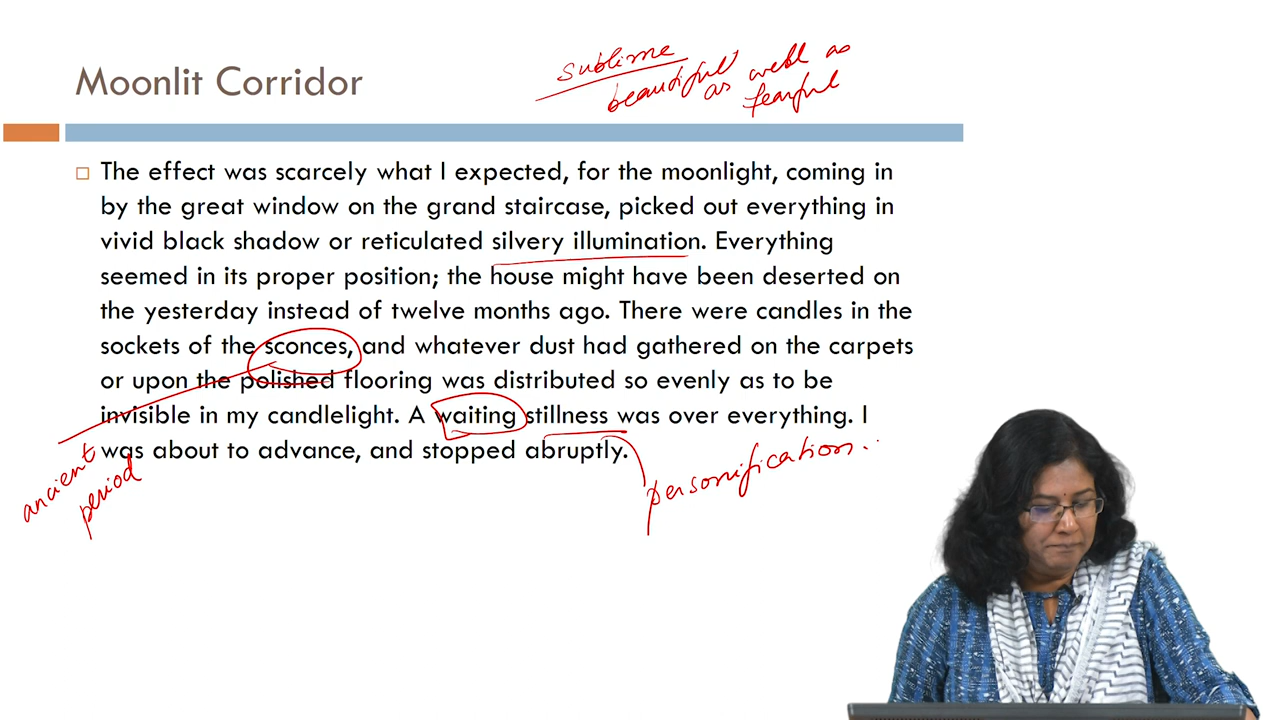 Moonlit Corridor
sublime
beautiful as well as
fearful
The effect was scarcely what I expected, for the moonlight, coming in
by the great window on the grand staircase, picked out everything in
vivid black shadow or reticulated silvery illumination. Everything
seemed in its proper position; the house might have been deserted on
the yesterday instead of twelve months ago. There were candles in the
sockets of the sconces, and whatever dust had gathered on the carpets
or upon the polished flooring was distributed so evenly as to be
invisible in my candlelight. A waiting stillness was over everything. I
was about to advance, and stopped abruptly.
ancient
period
personification.